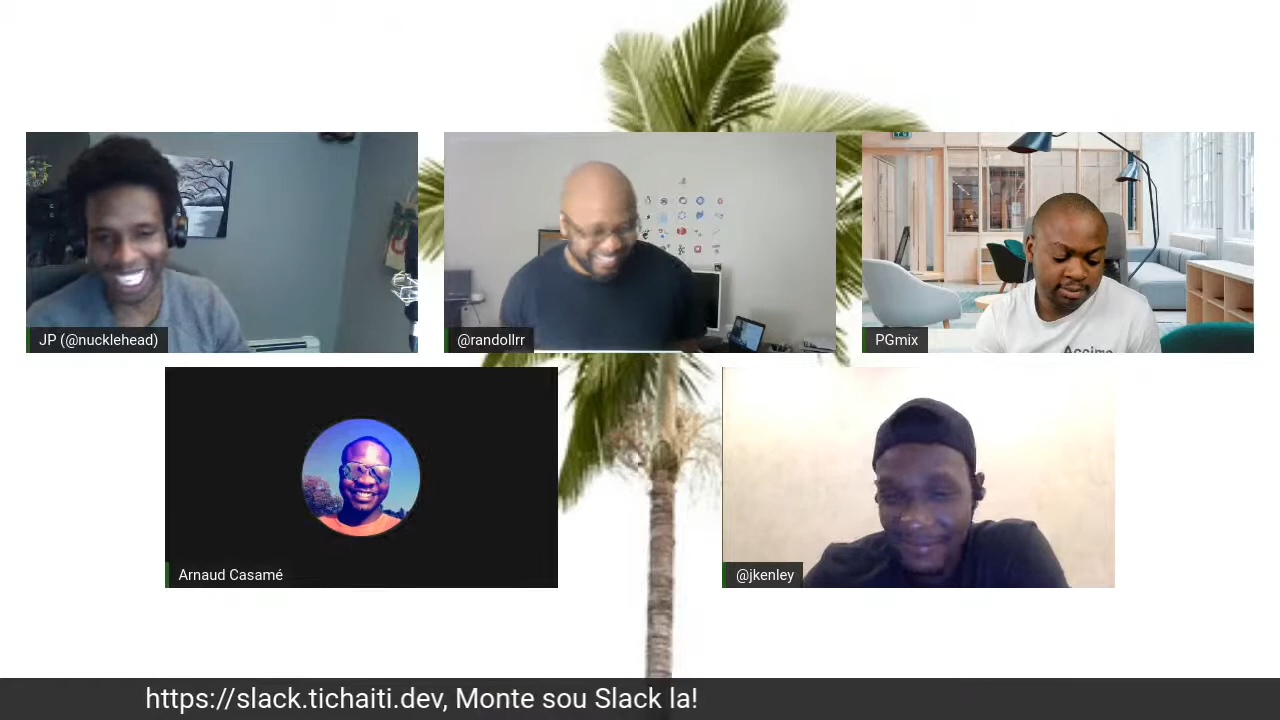 JP (@nucklehead)
@randollrr
PGmix
Arnaud Casamé
@jkenley
https://slack.tichaiti.dev, Monte sou Slack la!